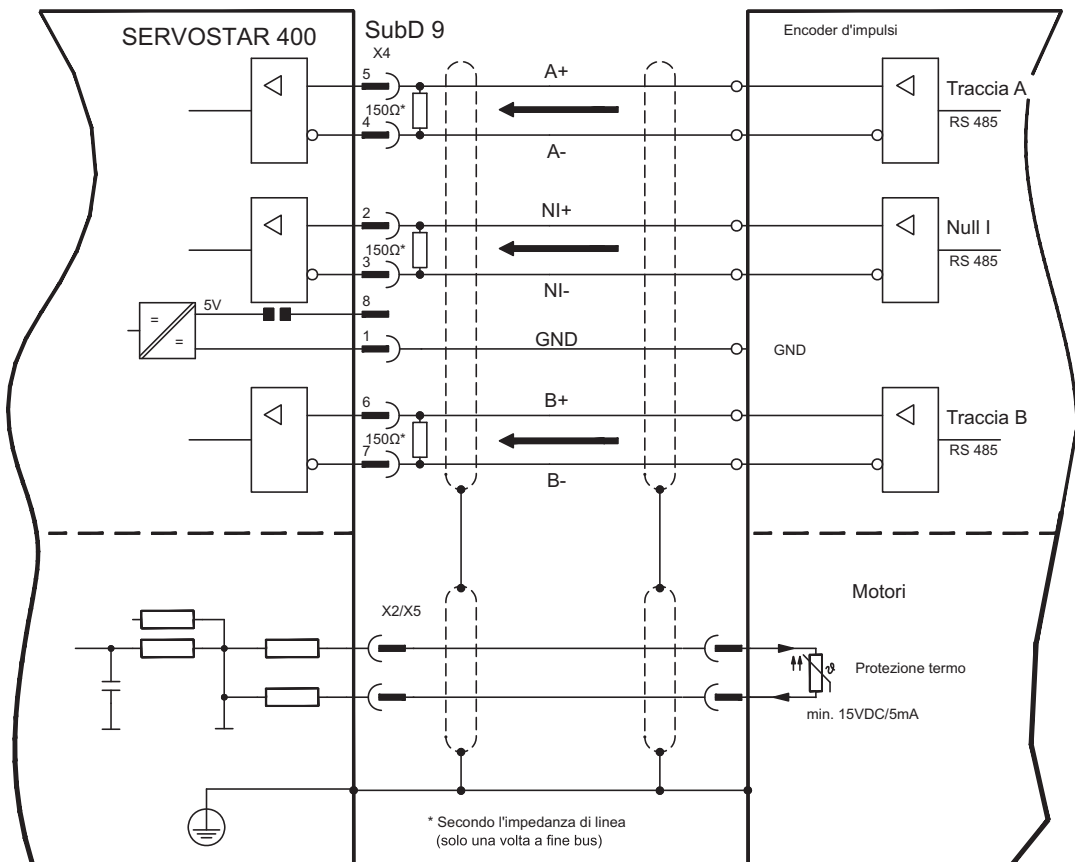 SERVOSTAR 400
SubD 9
X4
Encoder d'impulsi
5
A+
Traccia A
150Ω*
RS 485
4
A-
2
NI+
Null I
150Ω*
RS 485
3
NI-
5V
8
=
=
1
GND
GND
6
B+
Traccia B
150Ω*
RS 485
7
B-
Motori
X2/X5
ϑ
Protezione termo
min. 15VDC/5mA
* Secondo l'impedanza di linea
(solo una volta a fine bus)